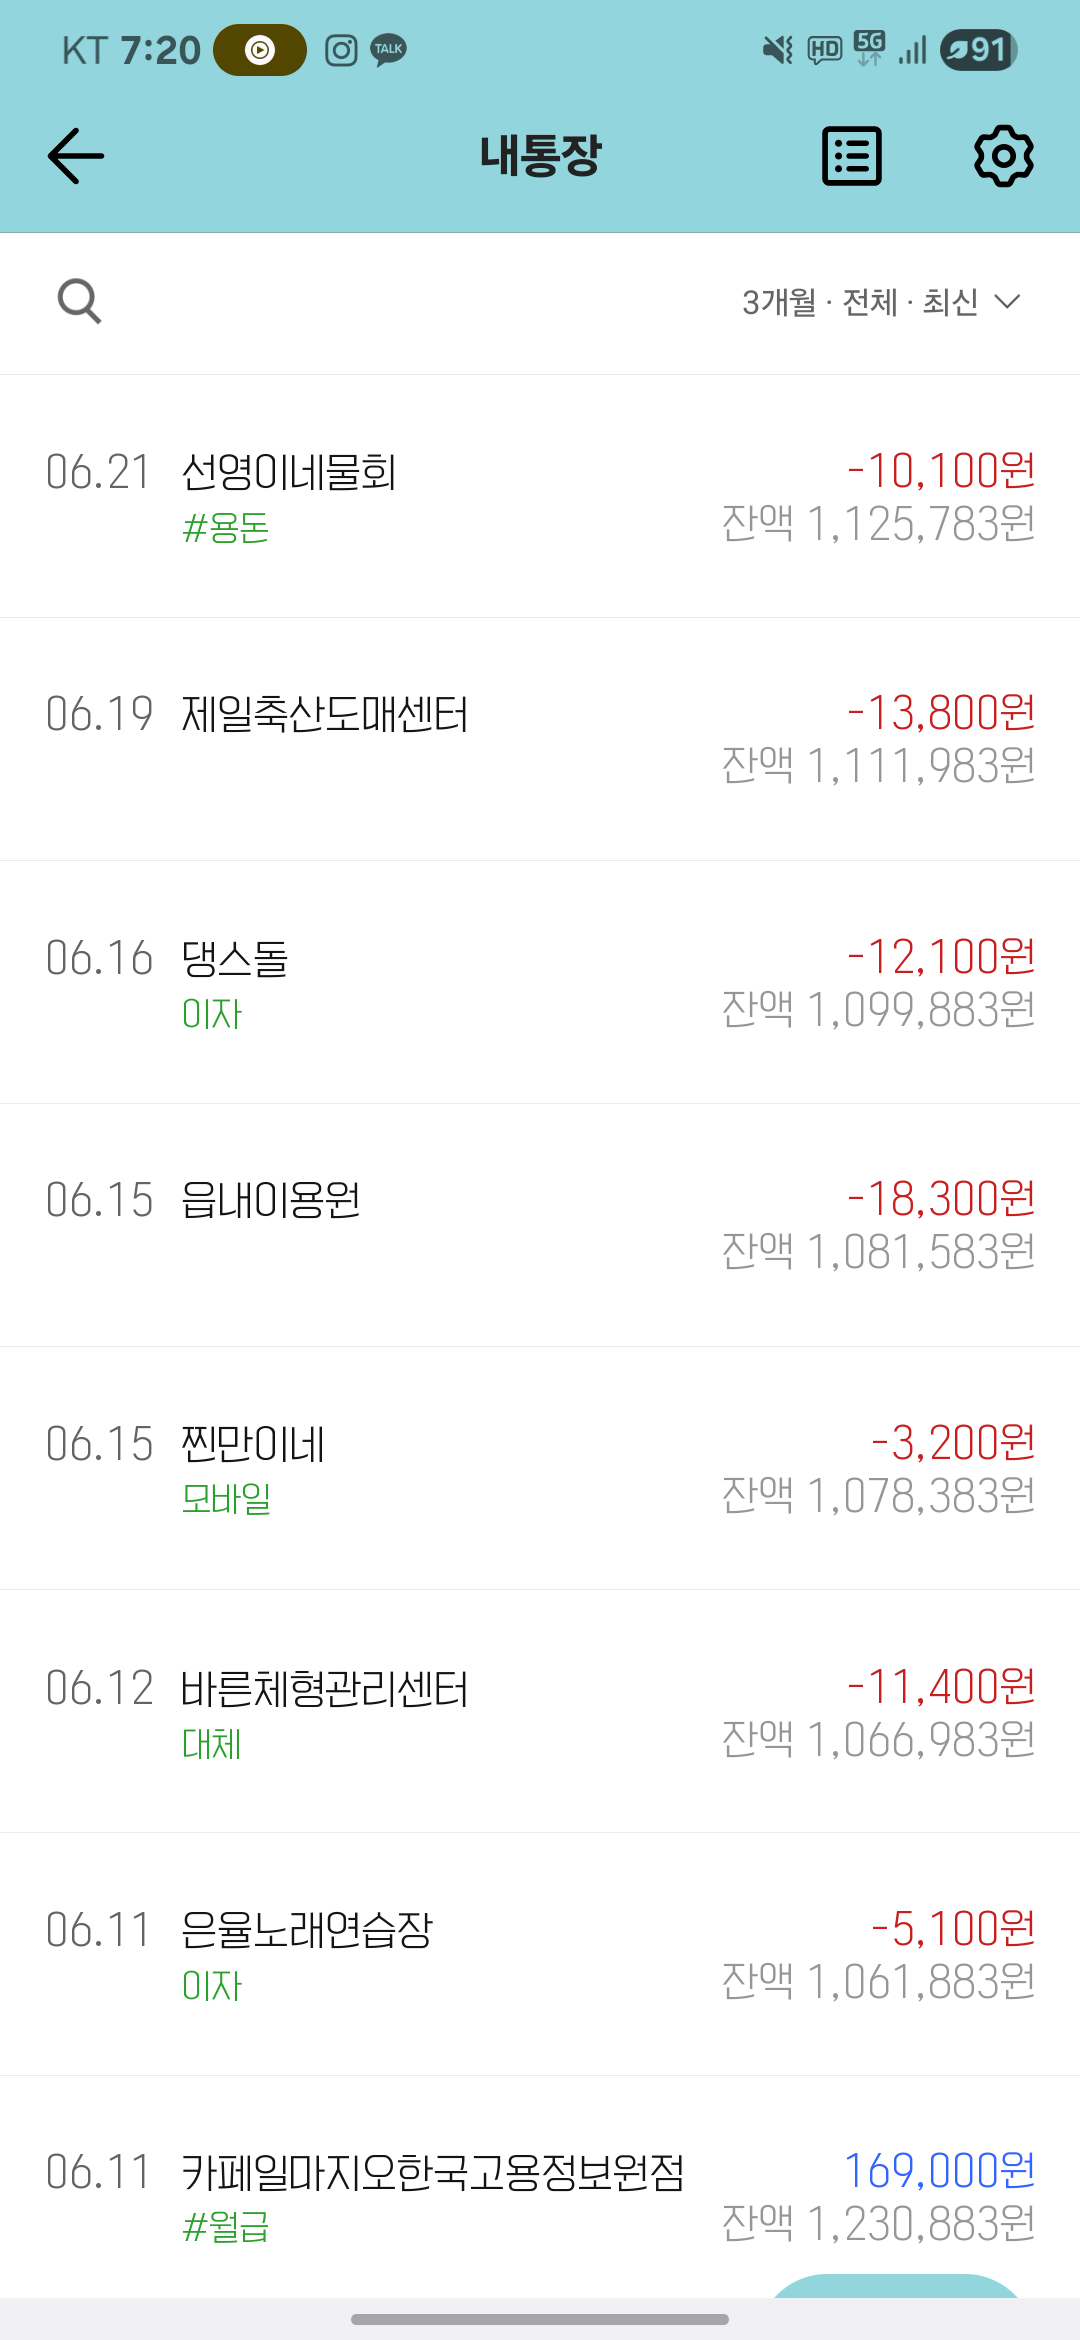 KT 7:20 TALK HD 5G 91
내통장
3개월 · 전체 · 최신
06.21 선영이네물회 -10,100원
#용돈 잔액 1,125,783원
06.19 제일축산도매센터 -13,800원
잔액 1,111,983원
06.16 댕스돌 -12,100원
이자 잔액 1,099,883원
06.15 읍내이용원 -18,300원
잔액 1,081,583원
06.15 찐만이네 -3,200원
모바일 잔액 1,078,383원
06.12 바른체형관리센터 -11,400원
대체 잔액 1,066,983원
06.11 은율노래연습장 -5,100원
이자 잔액 1,061,883원
06.11 카페일마지오한국고용정보원점 169,000원
#월급 잔액 1,230,883원